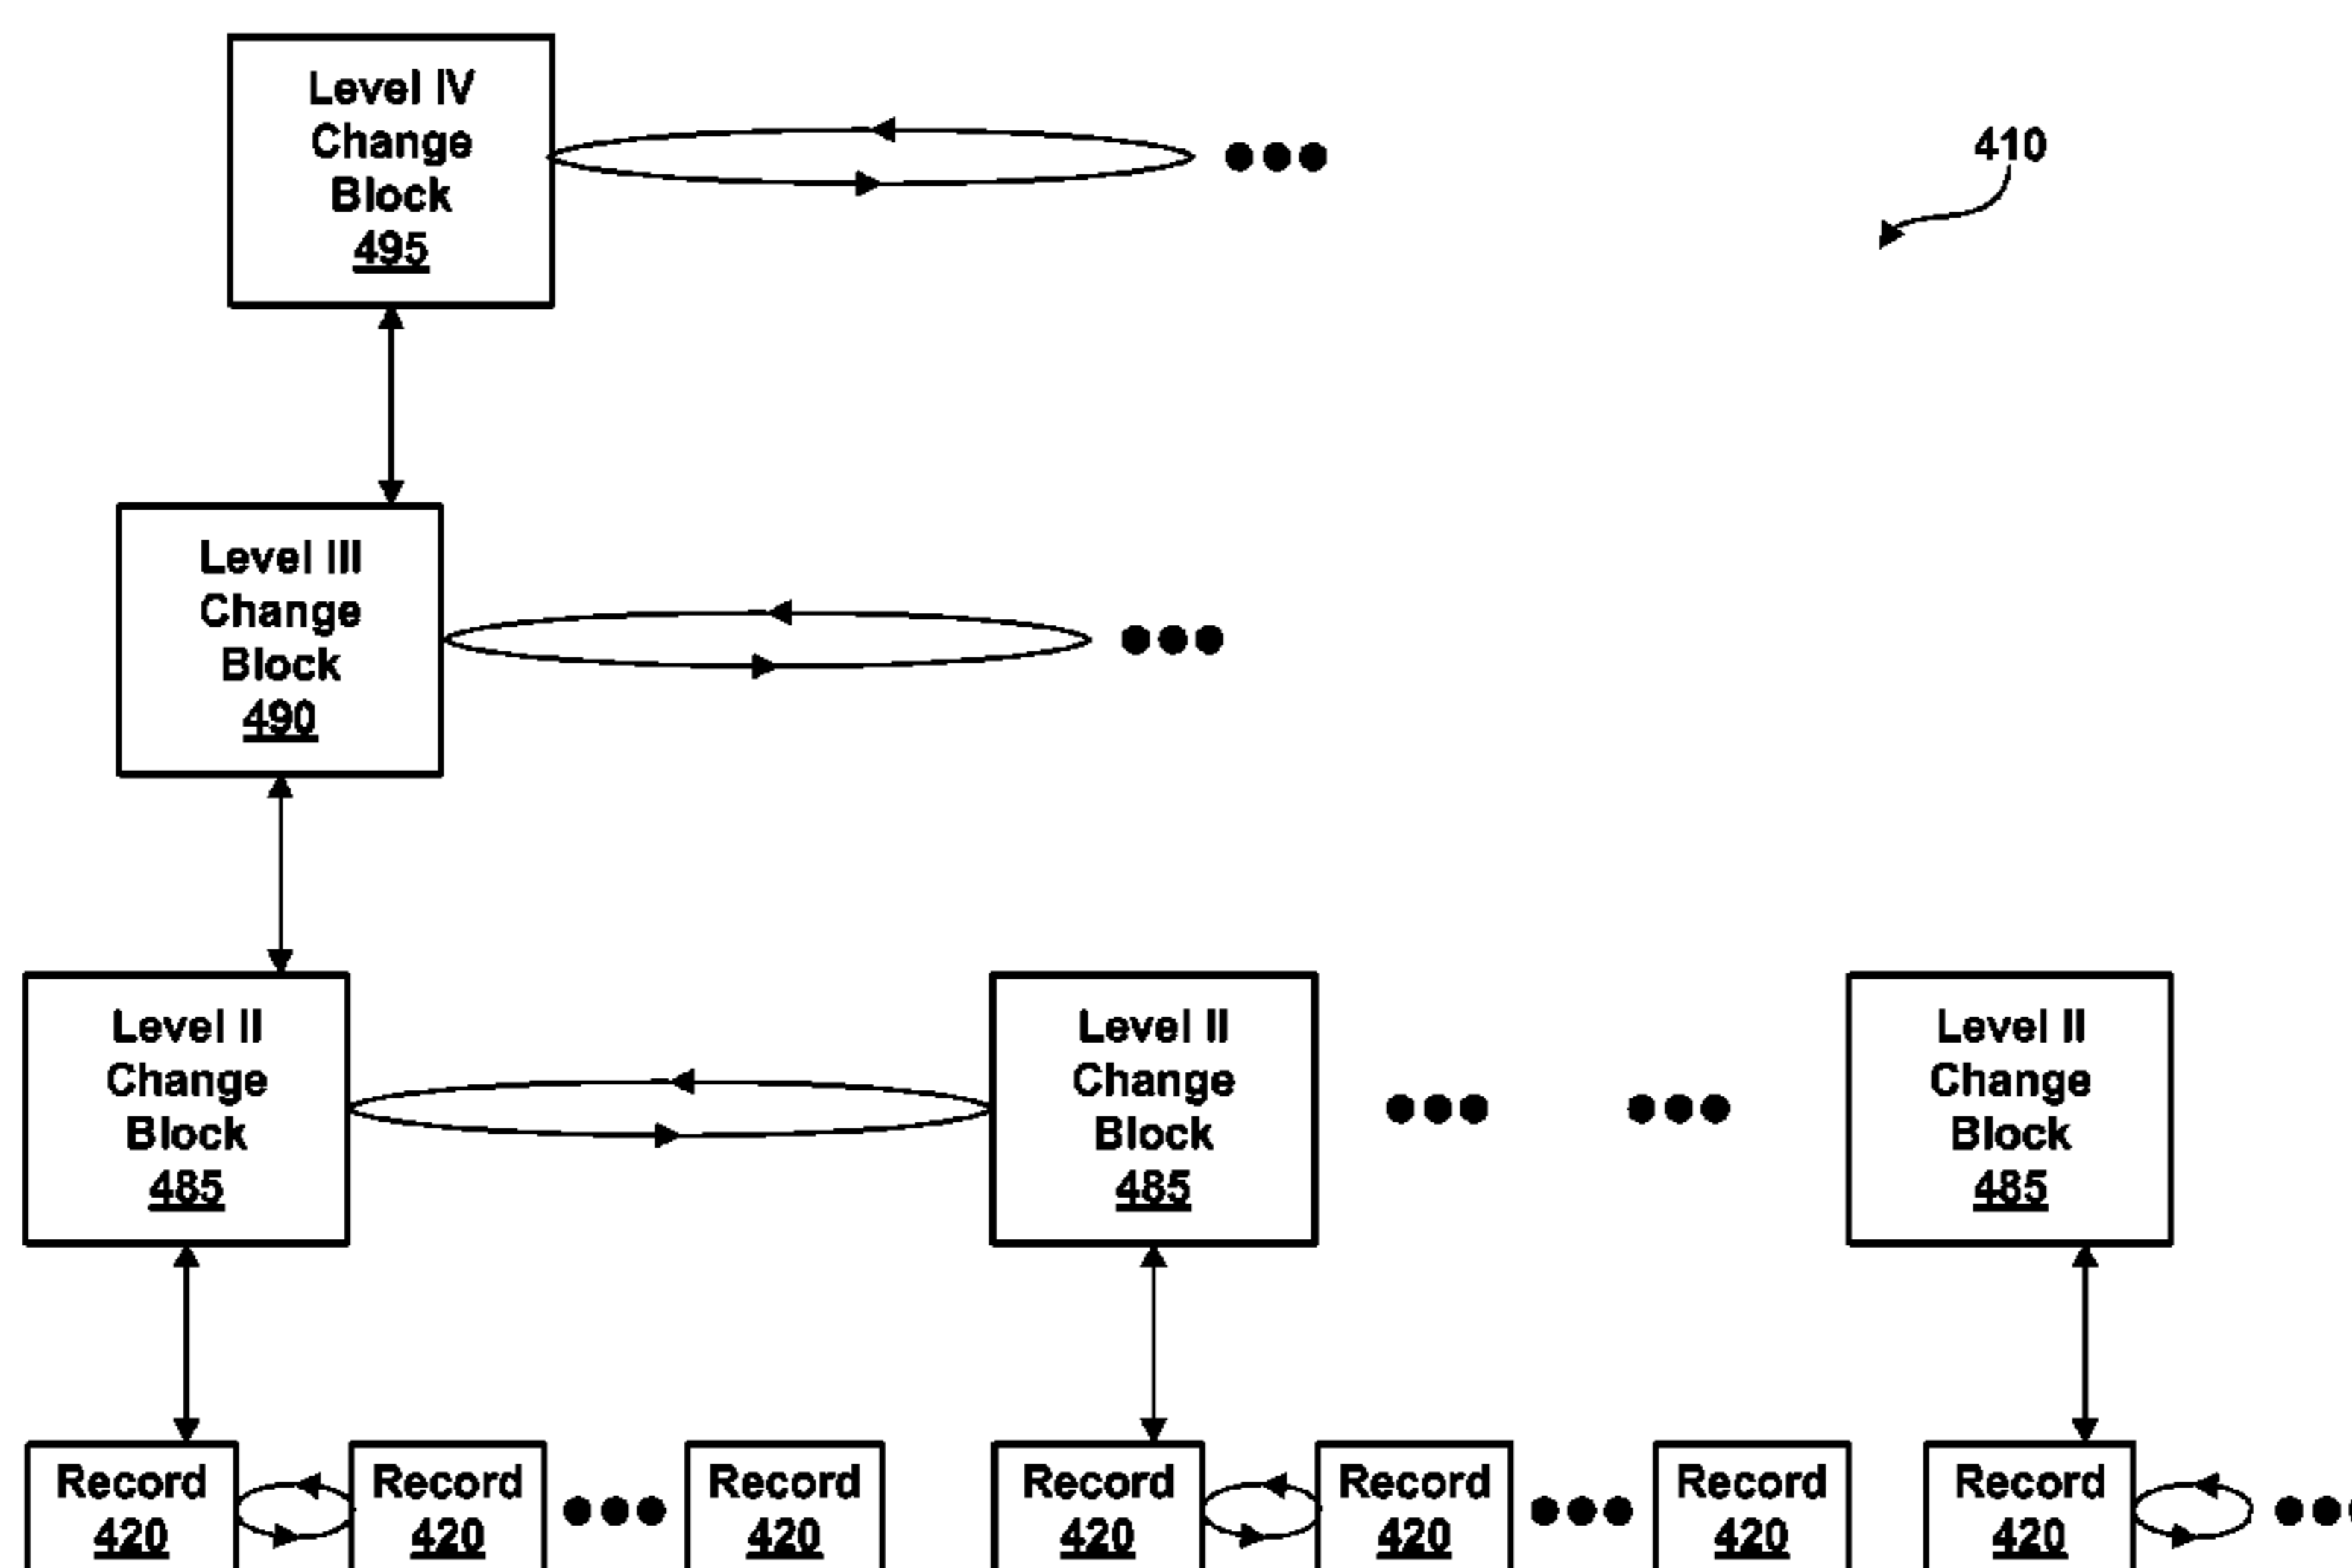 Level IV
Change
Block
495
410
Level III
Change
Block
490
Level II
Change
Block
485
Level II
Change
Block
485
Level II
Change
Block
485
Record
420
Record
420
Record
420
Record
420
Record
420
Record
420
Record
420